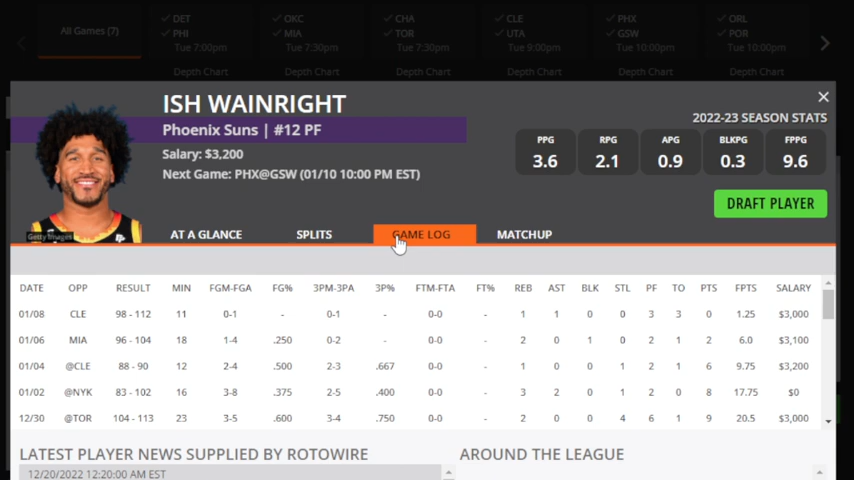 All Games (7)
DET
PHI
Tue 7:00pm
OKC
MIA
Tue 7:30pm
CHA
TOR
Tue 7:30pm
CLE
UTA
Tue 9:00pm
PHX
GSW
Tue 10:00pm
ORL
POR
Tue 10:00pm
Depth Chart Depth Chart Depth Chart Depth Chart Depth Chart Depth Chart
ISH WAINRIGHT
Phoenix Suns | #12 PF
Salary: $3,200
Next Game: PHX@GSW (01/10 10:00 PM EST)
Getty Images
2022-23 SEASON STATS
PPG RPG APG BLKPG FPPG
3.6 2.1 0.9 0.3 9.6
DRAFT PLAYER
AT A GLANCE SPLITS GAME LOG MATCHUP
DATE OPP RESULT MIN FGM-FGA FG% 3PM-3PA 3P% FTM-FTA FT% REB AST BLK STL PF TO PTS FPTS SALARY
01/08 CLE 98 - 112 11 0-1 - 0-1 - 0-0 - 1 1 0 0 3 3 0 1.25 $3,000
01/06 MIA 96 - 104 18 1-4 .250 0-2 - 0-0 - 2 0 1 0 2 1 2 6.0 $3,100
01/04 @CLE 88 - 90 12 2-4 .500 2-3 .667 0-0 - 1 0 0 1 2 1 6 9.75 $3,200
01/02 @NYK 83 - 102 16 3-8 .375 2-5 .400 0-0 - 3 2 0 1 2 0 8 17.75 $0
12/30 @TOR 104 - 113 23 3-5 .600 3-4 .750 0-0 - 2 0 0 4 6 1 9 20.5 $3,000
LATEST PLAYER NEWS SUPPLIED BY ROTOWIRE
12/20/2022 12:20:00 AM EST
AROUND THE LEAGUE